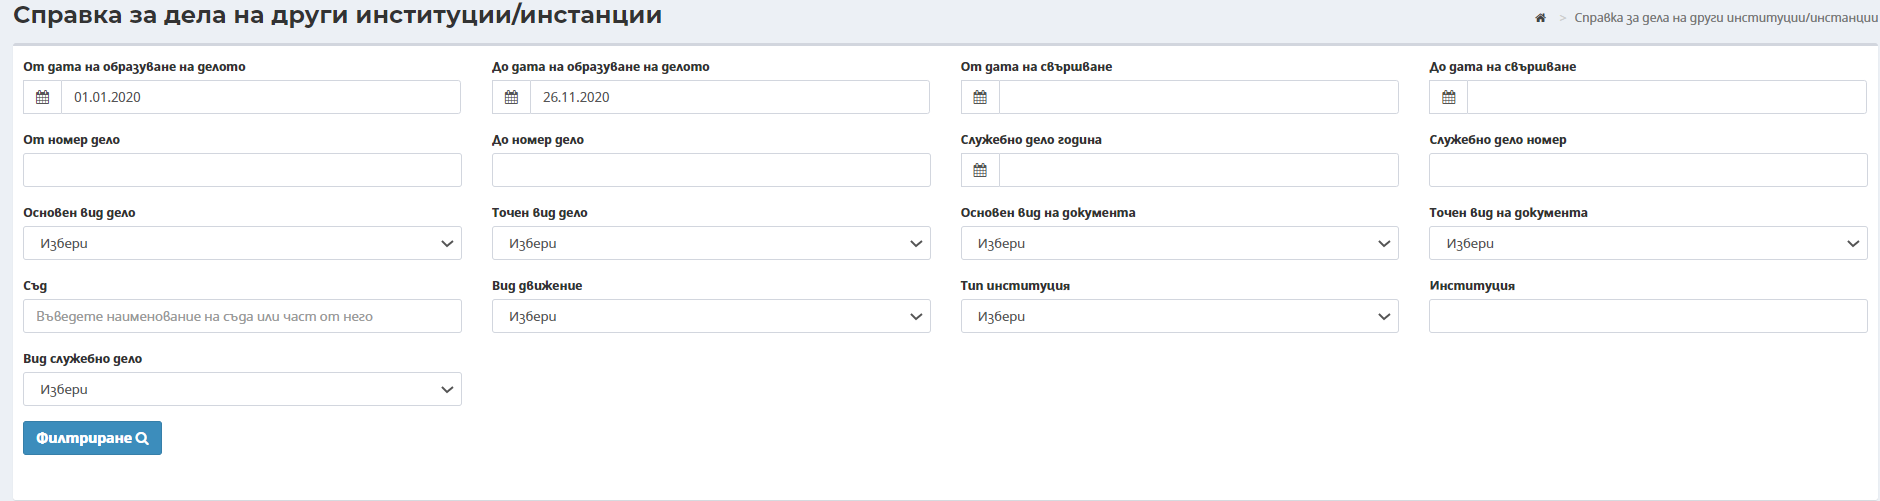 Справка за дела на други институции/инстанции
> Справка за дела на други институции/инстанции
От дата на образуване на делото
До дата на образуване на делото
От дата на свършване
До дата на свършване
01.01.2020
26.11.2020
От номер дело
До номер дело
Служебно дело година
Служебно дело номер
Основен вид дело
Точен вид дело
Основен вид на документа
Точен вид на документа
Избери
Избери
Избери
Избери
Съд
Вид движение
Тип институция
Институция
Въведете наименование на съда или част от него
Избери
Избери
Вид служебно дело
Избери
Филтриране